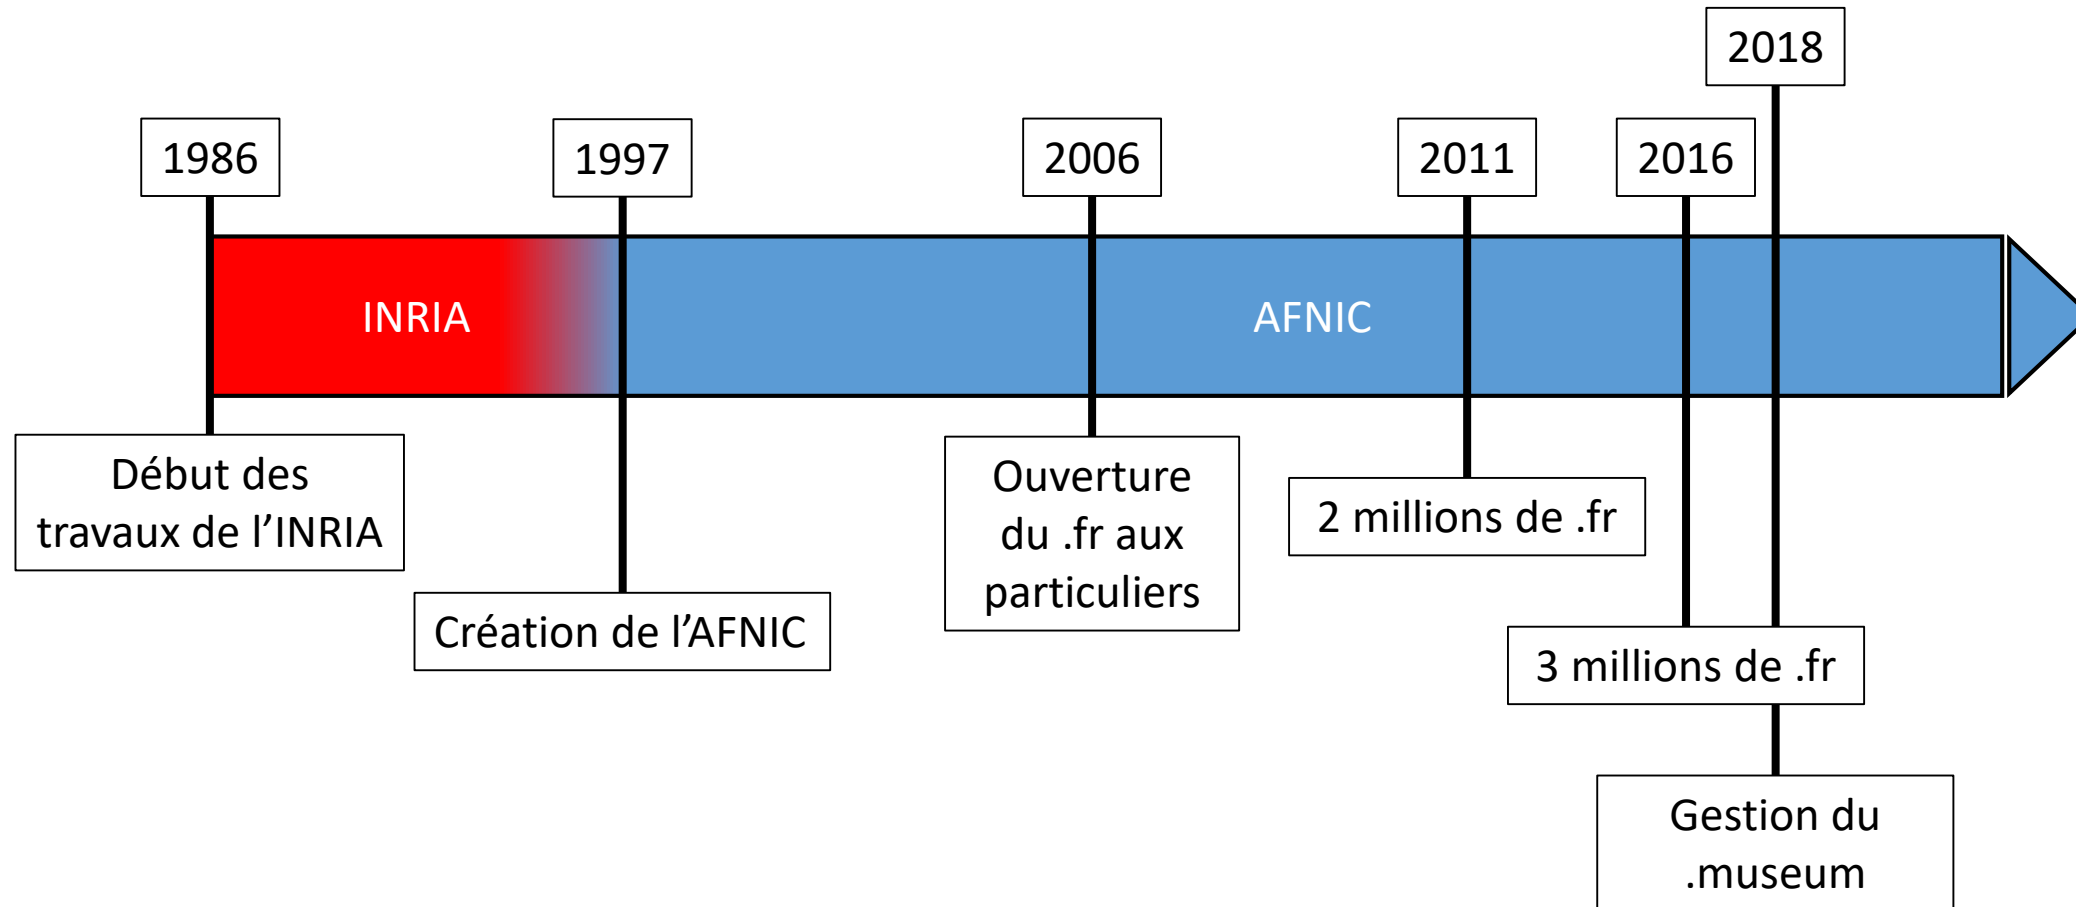 2018
1986
1997
2006
2011
2016
INRIA
AFNIC
Début des
travaux de l’INRIA
Ouverture
du .fr aux
particuliers
2 millions de .fr
Création de l’AFNIC
3 millions de .fr
Gestion du
.museum